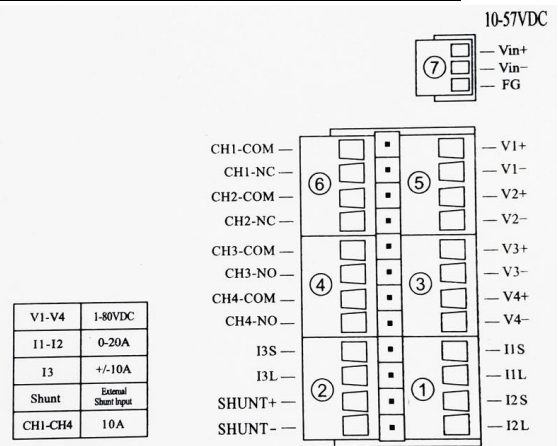 10-57VDC
Vin+
Vin−
⑦
FG
CH1-COM
V1+
CH1-NC
V1−
⑥
⑤
CH2-COM
V2+
CH2-NC
V2−
CH3-COM
V3+
CH3-NO
V3−
④
③
CH4-COM
V4+
CH4-NO
V4−
I3S
I1S
I3L
I1L
②
①
SHUNT+
I2S
SHUNT−
I2L
V1-V4 1-80VDC
I1-I2 0-20A
I3 +/-10A
Shunt External Shunt Input
CH1-CH4 10A